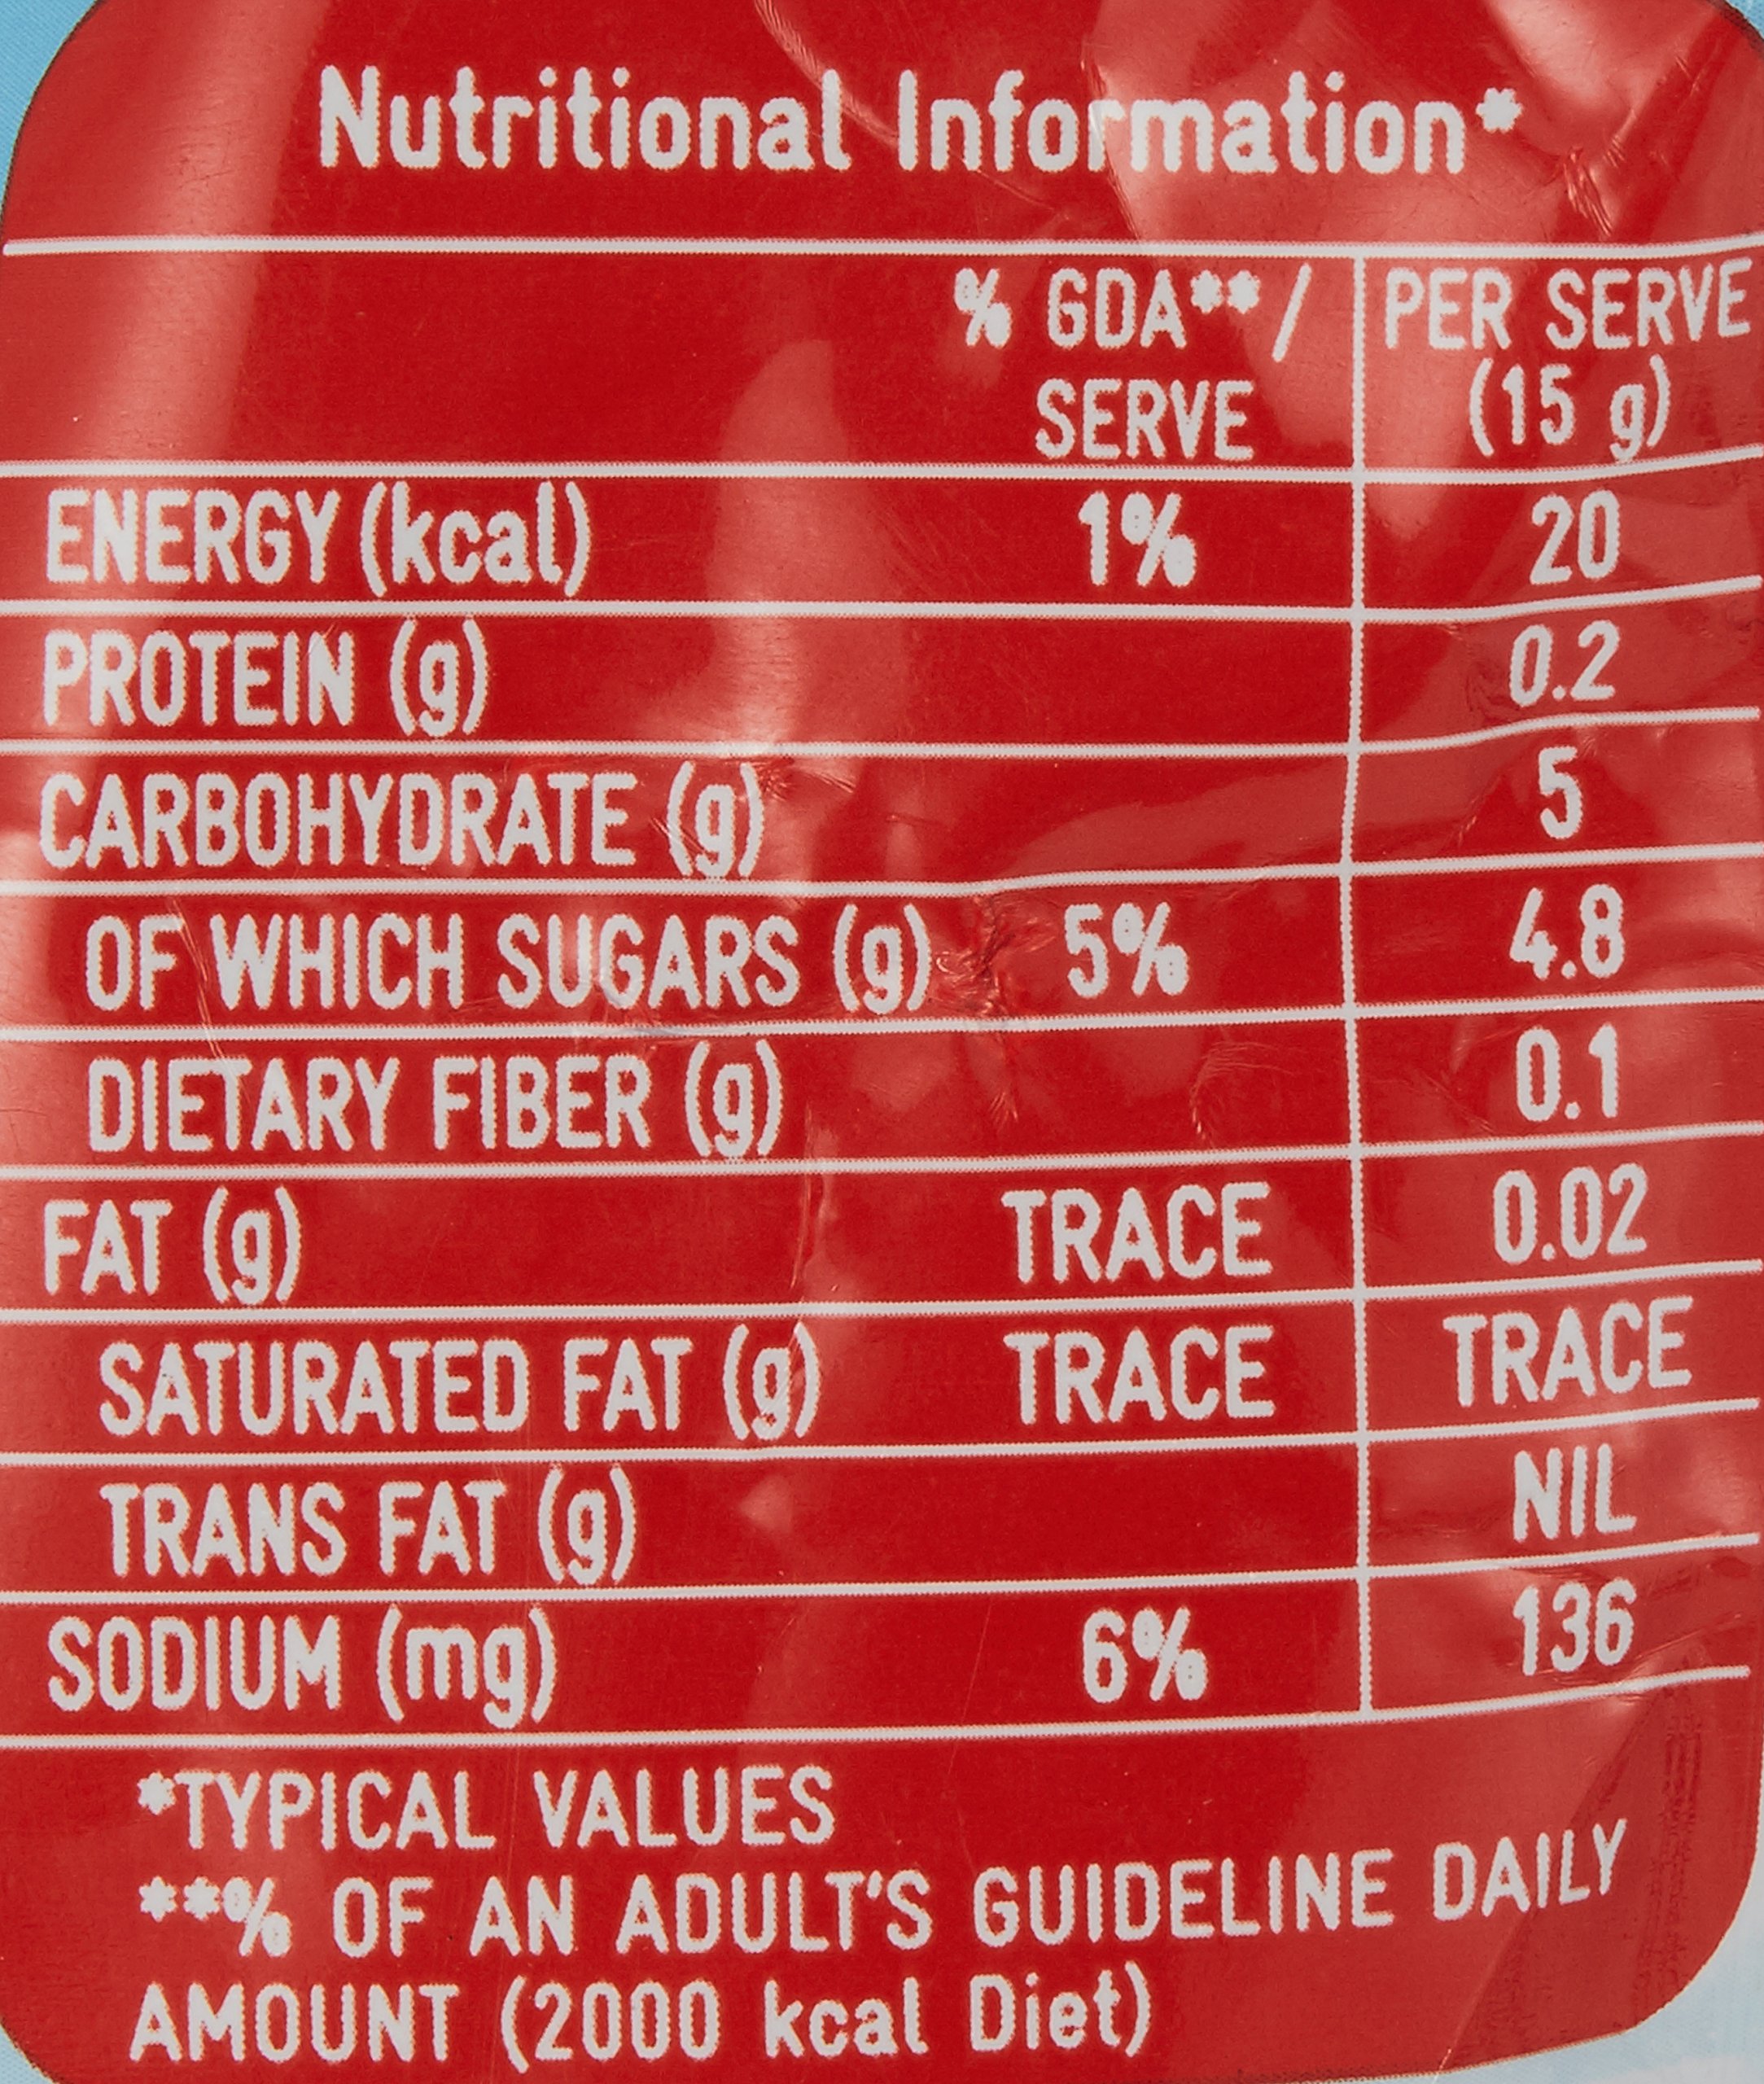 Nutritional Information*
% GDA**/ PER SERVE
SERVE (15 g)
ENERGY (kcal) 1% 20
PROTEIN (g) 0.2
CARBOHYDRATE (g) 5
OF WHICH SUGARS (g) 5% 4.8
DIETARY FIBER (g) 0.1
FAT (g) TRACE 0.02
SATURATED FAT (g) TRACE TRACE
TRANS FAT (g) NIL
SODIUM (mg) 6% 136
*TYPICAL VALUES
**% OF AN ADULT'S GUIDELINE DAILY
AMOUNT (2000 kcal Diet)